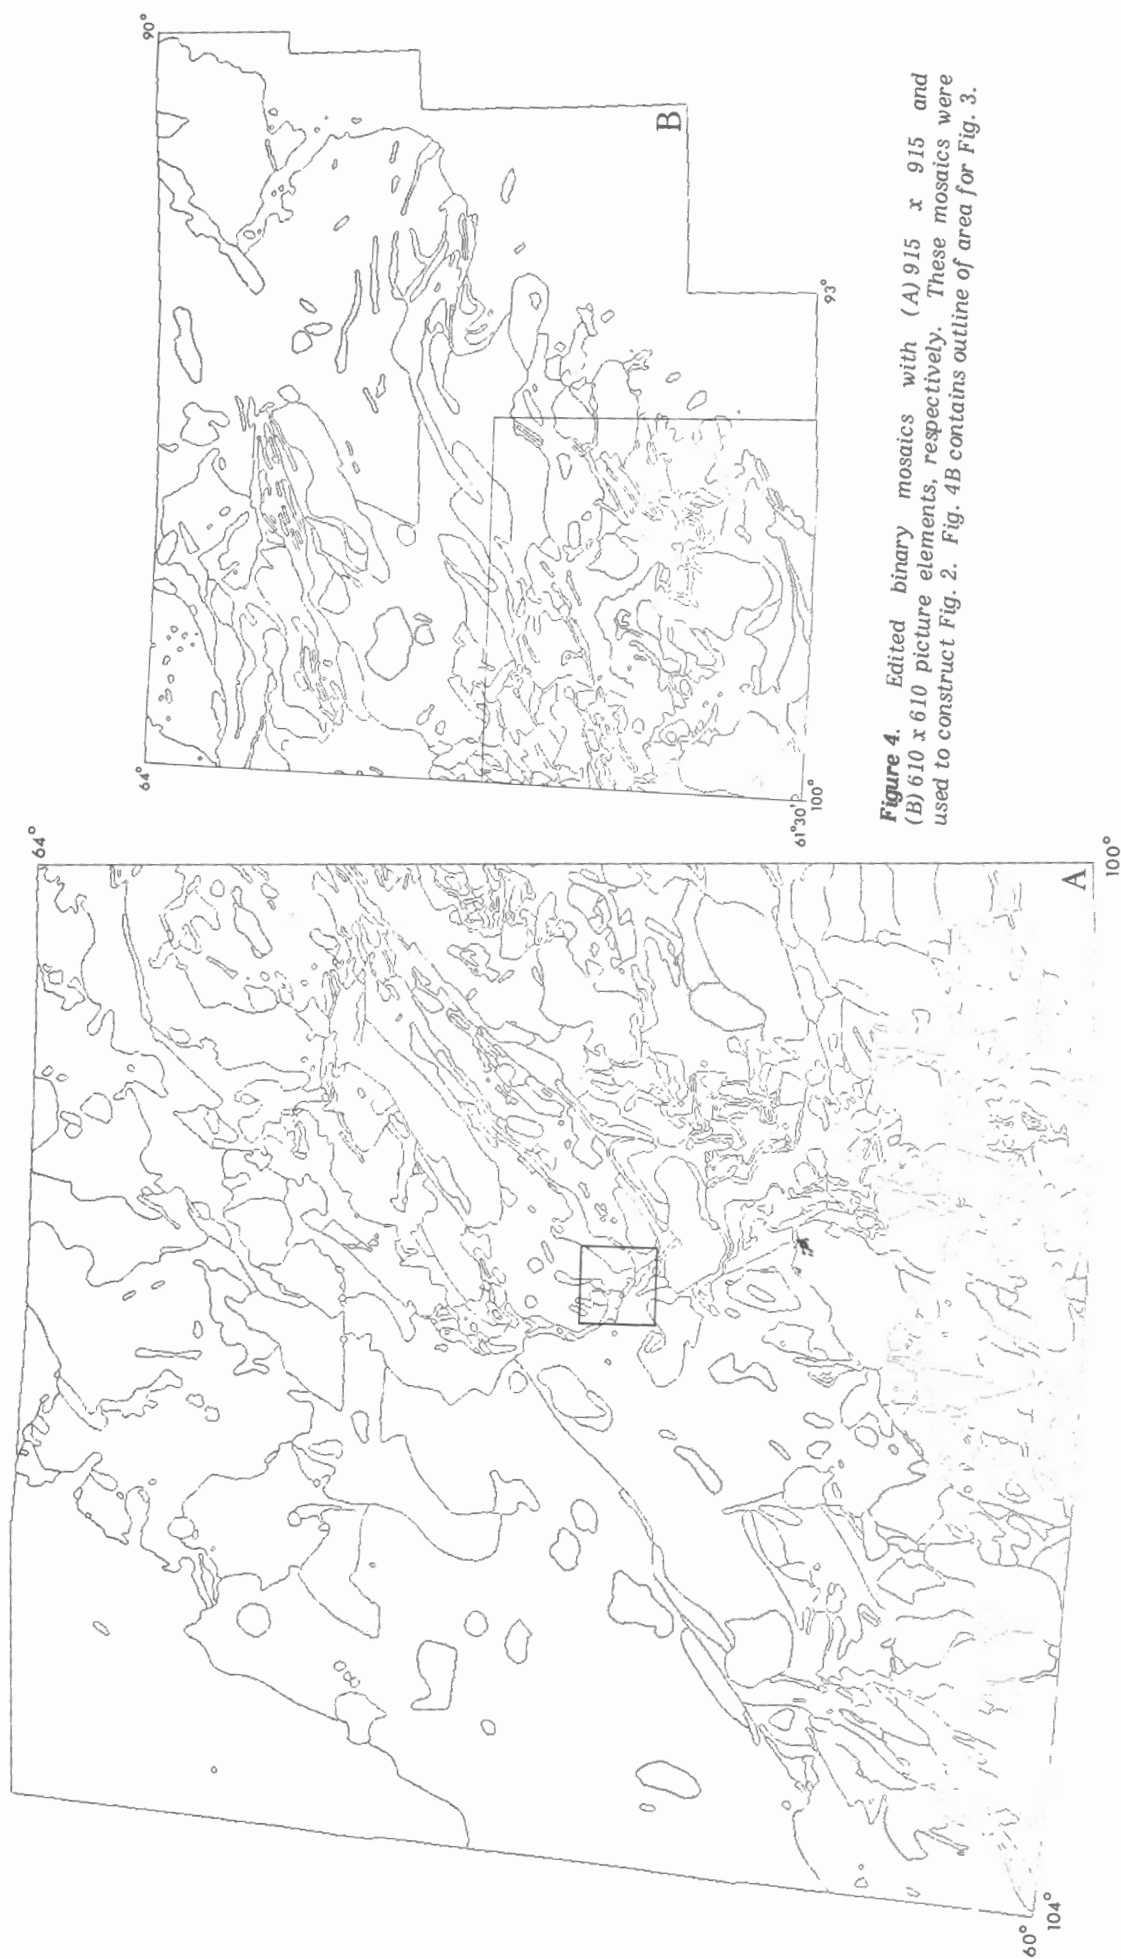 64°
90°
B
93°
61°30'
100°
64°
A
100°
60°
104°
Figure 4. Edited binary mosaics with (A) 915 x 915 and
(B) 610 x 610 picture elements, respectively. These mosaics were
used to construct Fig. 2. Fig. 4B contains outline of area for Fig. 3.